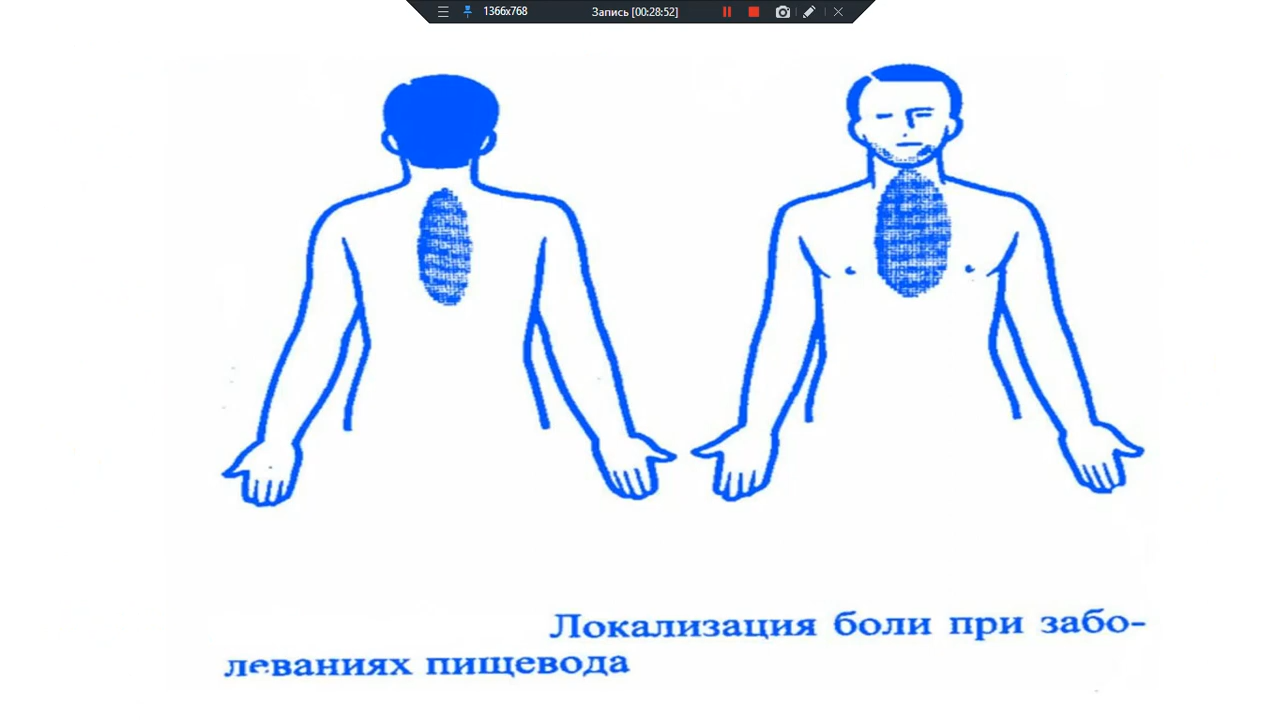 1366x768 Запись [00:28:52]
Локализация боли при забо-
леваниях пищевода